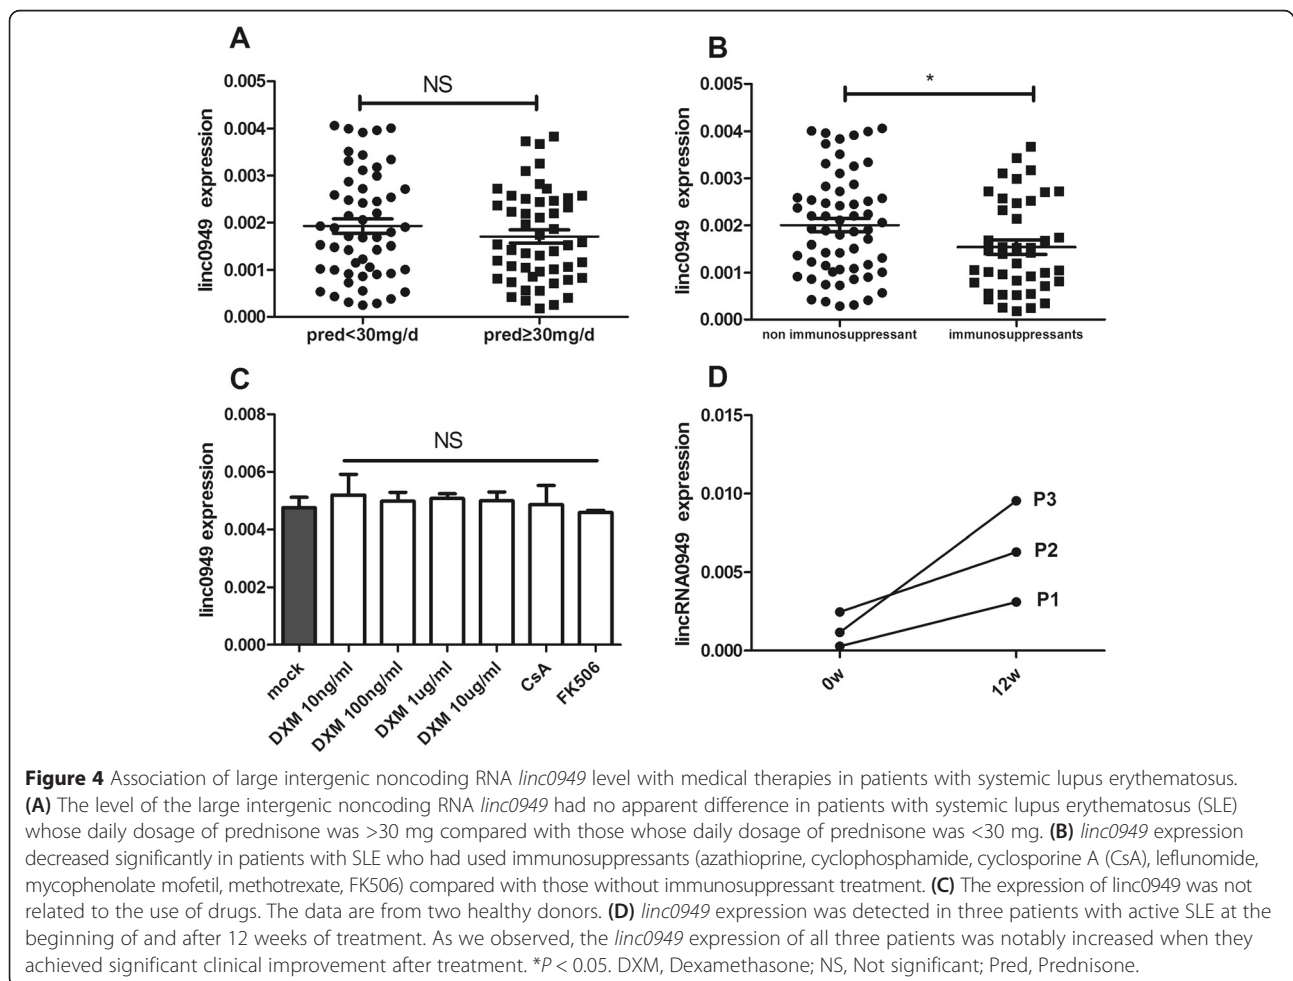 A
NS
linc0949 expression
0.005
0.004
0.003
0.002
0.001
0.000
pred<30mg/d pred≥30mg/d
B
*
linc0949 expression
0.005
0.004
0.003
0.002
0.001
0.000
non immunosuppressant immunosuppressants
C
NS
linc0949 expression
0.008
0.006
0.004
0.002
0.000
mock
DXM 10ng/ml
DXM 100ng/ml
DXM 1ug/ml
DXM 10ug/ml
CsA
FK506
D
lincRNA0949 expression
0.015
0.010
0.005
0.000
P3
P2
P1
0w
12w
Figure 4 Association of large intergenic noncoding RNA linc0949 level with medical therapies in patients with systemic lupus erythematosus.
(A) The level of the large intergenic noncoding RNA linc0949 had no apparent difference in patients with systemic lupus erythematosus (SLE)
whose daily dosage of prednisone was >30 mg compared with those whose daily dosage of prednisone was <30 mg. (B) linc0949 expression
decreased significantly in patients with SLE who had used immunosuppressants (azathioprine, cyclophosphamide, cyclosporine A (CsA), leflunomide,
mycophenolate mofetil, methotrexate, FK506) compared with those without immunosuppressant treatment. (C) The expression of linc0949 was not
related to the use of drugs. The data are from two healthy donors. (D) linc0949 expression was detected in three patients with active SLE at the
beginning of and after 12 weeks of treatment. As we observed, the linc0949 expression of all three patients was notably increased when they
achieved significant clinical improvement after treatment. *P < 0.05. DXM, Dexamethasone; NS, Not significant; Pred, Prednisone.